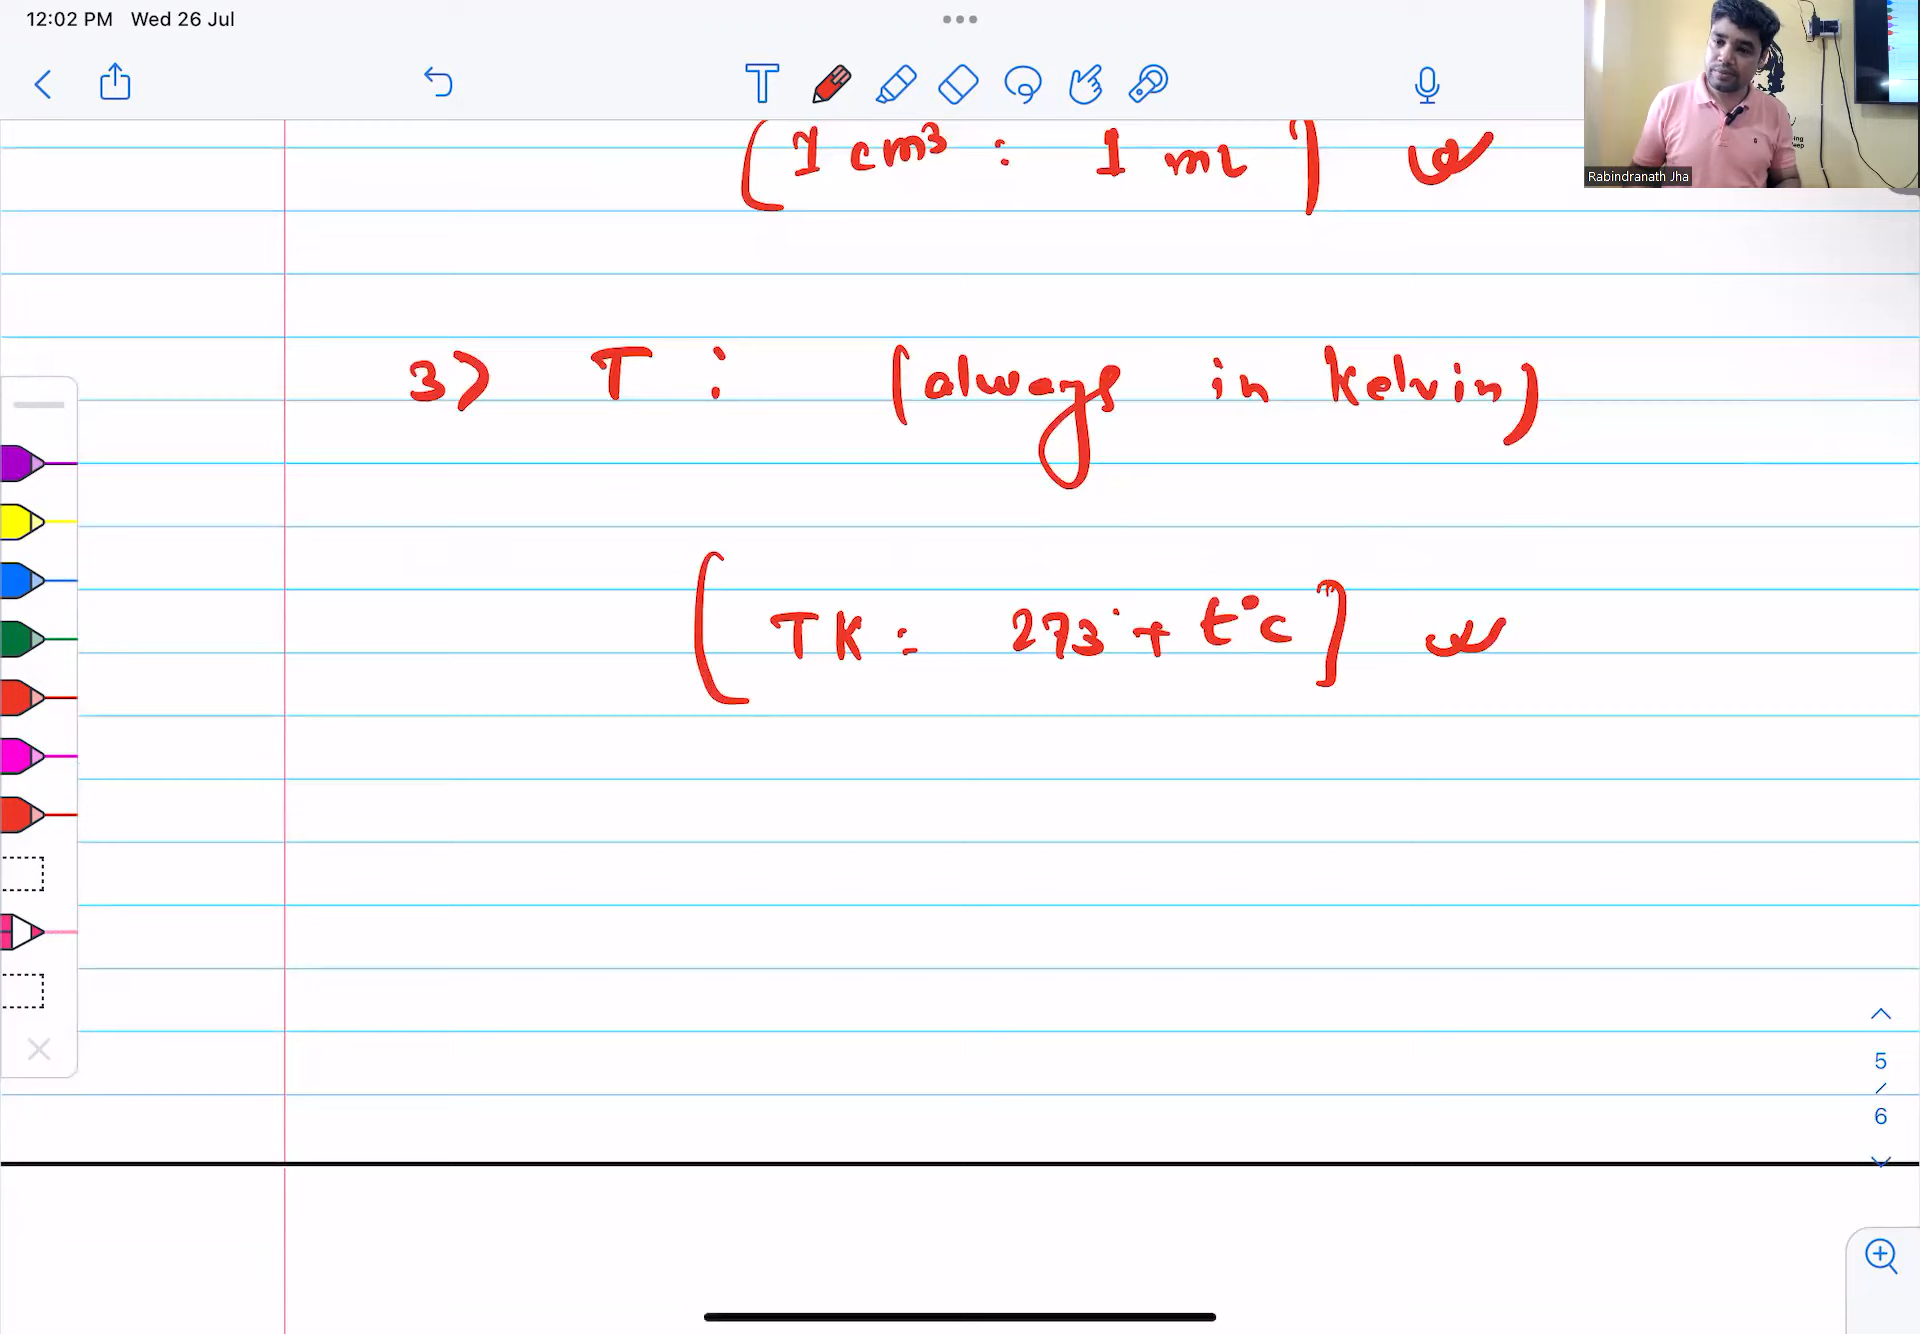 12:02 PM Wed 26 Jul
T
Rabindranath Jha
[1 cm³ : 1 mL]
3) T : (always in kelvin)
[TK = 273 + t°C]
5
/
6